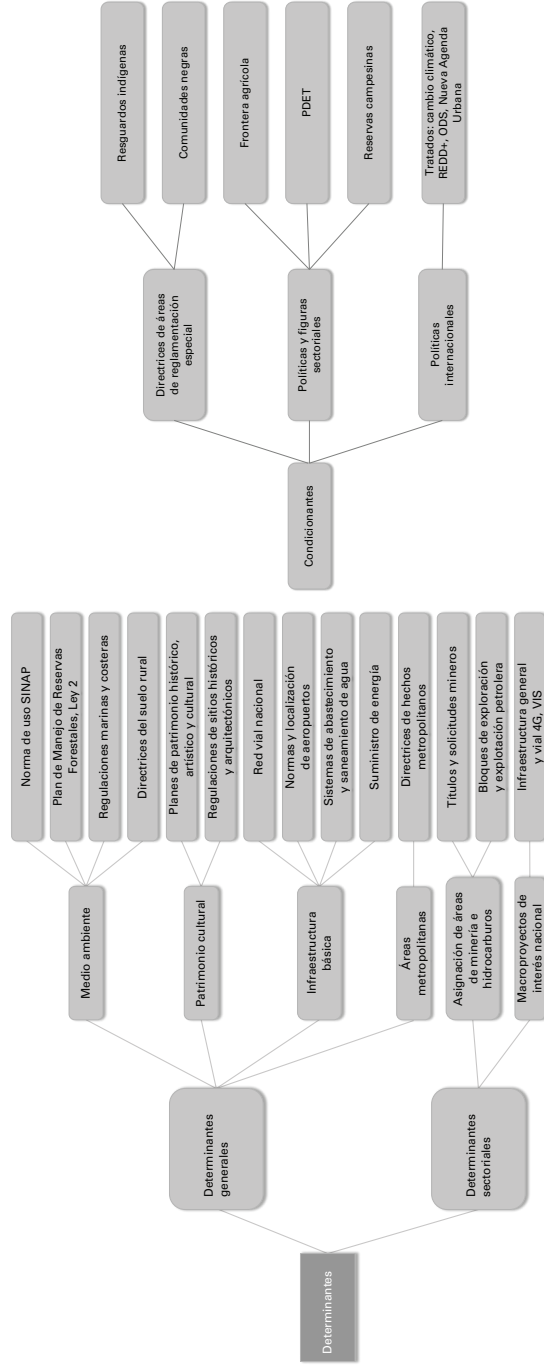 Determinantes
Determinantes
generales
Medio ambiente
Norma de uso SINAP
Plan de Manejo de Reservas
Forestales, Ley 2
Regulaciones marinas y costeras
Directrices del suelo rural
Patrimonio cultural
Planes de patrimonio histórico,
artístico y cultural
Regulaciones de sitios históricos
y arquitectónicos
Infraestructura
básica
Red vial nacional
Normas y localización
de aeropuertos
Sistemas de abastecimiento
y saneamiento de agua
Suministro de energía
Áreas
metropolitanas
Directrices de hechos
metropolitanos
Determinantes
sectoriales
Asignación de áreas
de minería e
hidrocarburos
Títulos y solicitudes mineros
Bloques de exploración
y explotación petrolera
Macroproyectos de
interés nacional
Infraestructura general
y vial 4G, VIS
Condicionantes
Directrices de áreas
de reglamentación
especial
Resguardos indígenas
Comunidades negras
Políticas y figuras
sectoriales
Frontera agrícola
PDET
Reservas campesinas
Políticas
internacionales
Tratados: cambio climático,
REDD+, ODS, Nueva Agenda
Urbana